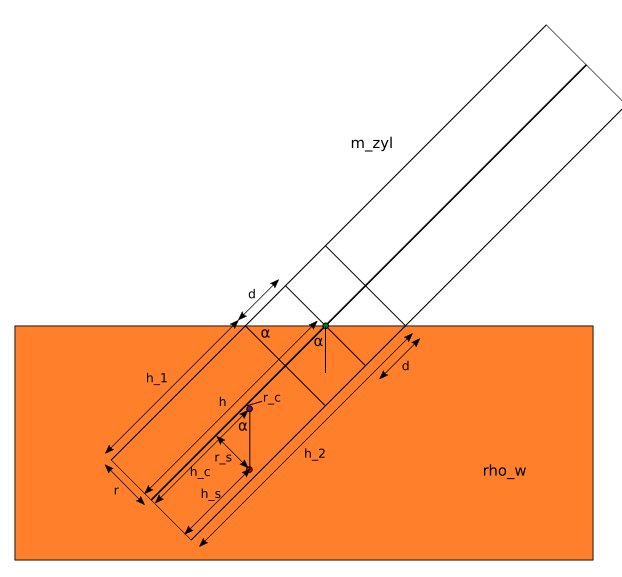 m_zyl
d
α
α
d
h_1
h
r_c
α
h_2
r_s
h_c
rho_w
r
h_s